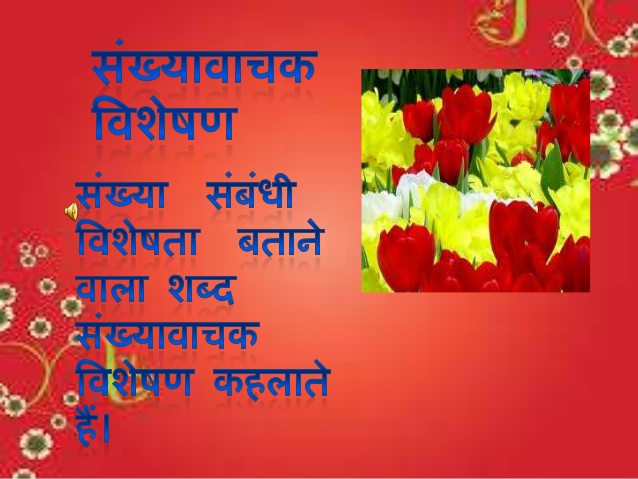 संख्यावाचक
विशेषण
संख्या संबंधी
विशेषता बताने
वाला शब्द
संख्यावाचक
विशेषण कहलाते
हैं।